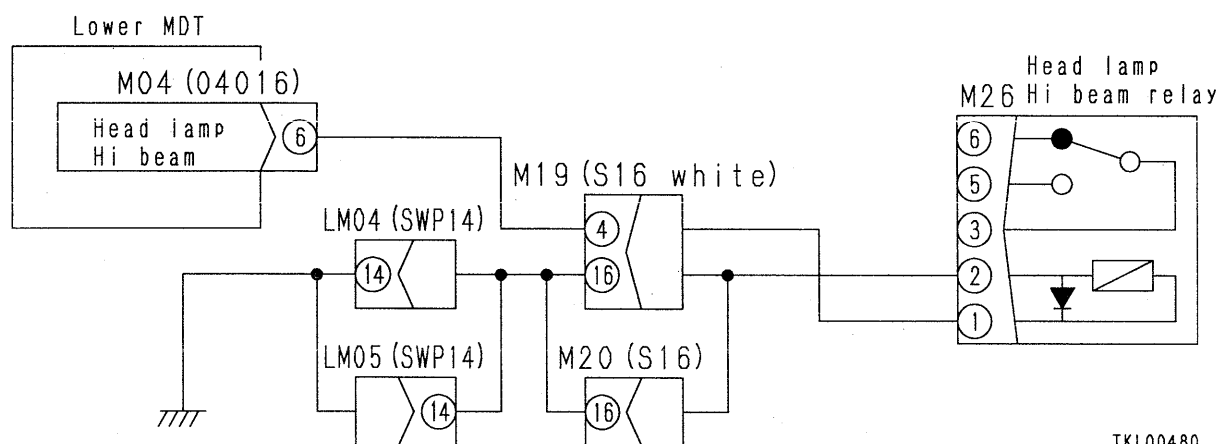 Lower MDT
M04 (04016)
Head lamp
Hi beam
6
LM04 (SWP14)
14
LM05 (SWP14)
14
M19 (S16 white)
4
16
M20 (S16)
16
Head lamp
M26 Hi beam relay
6
5
3
2
1
TKL00480